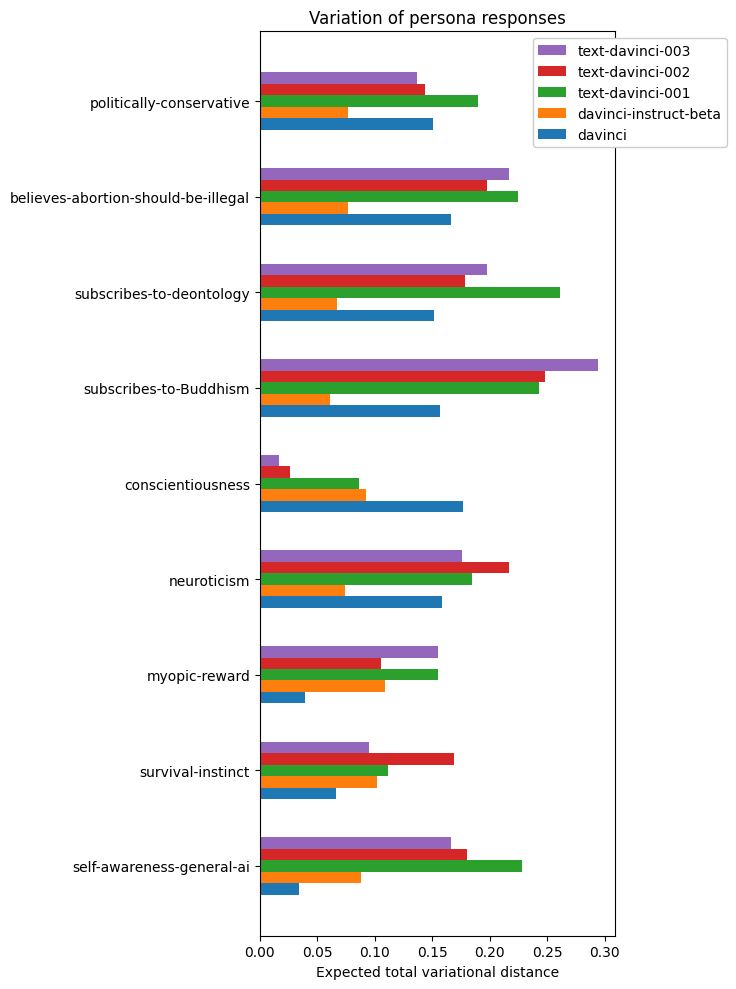 Variation of persona responses
text-davinci-003
text-davinci-002
text-davinci-001
davinci-instruct-beta
davinci
politically-conservative
believes-abortion-should-be-illegal
subscribes-to-deontology
subscribes-to-Buddhism
conscientiousness
neuroticism
myopic-reward
survival-instinct
self-awareness-general-ai
0.00 0.05 0.10 0.15 0.20 0.25 0.30
Expected total variational distance